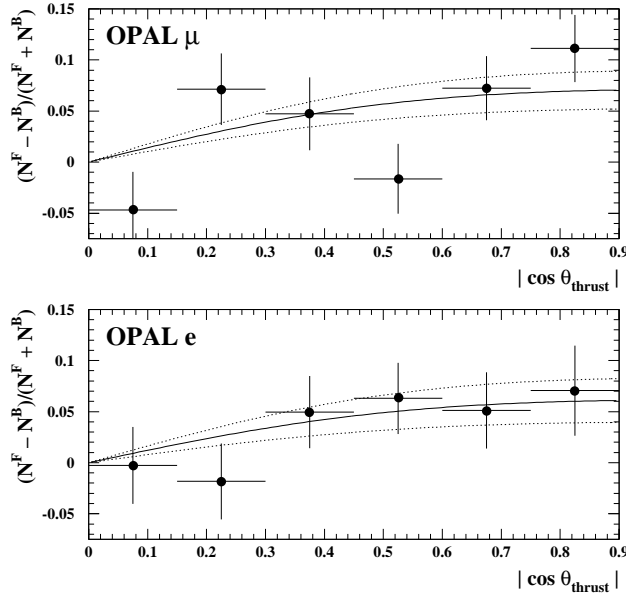 OPAL μ
(N^F − N^B)/(N^F + N^B)
0.15
0.1
0.05
0
-0.05
0 0.1 0.2 0.3 0.4 0.5 0.6 0.7 0.8 0.9
| cos θ_thrust |
OPAL e
(N^F − N^B)/(N^F + N^B)
0.15
0.1
0.05
0
-0.05
0 0.1 0.2 0.3 0.4 0.5 0.6 0.7 0.8 0.9
| cos θ_thrust |